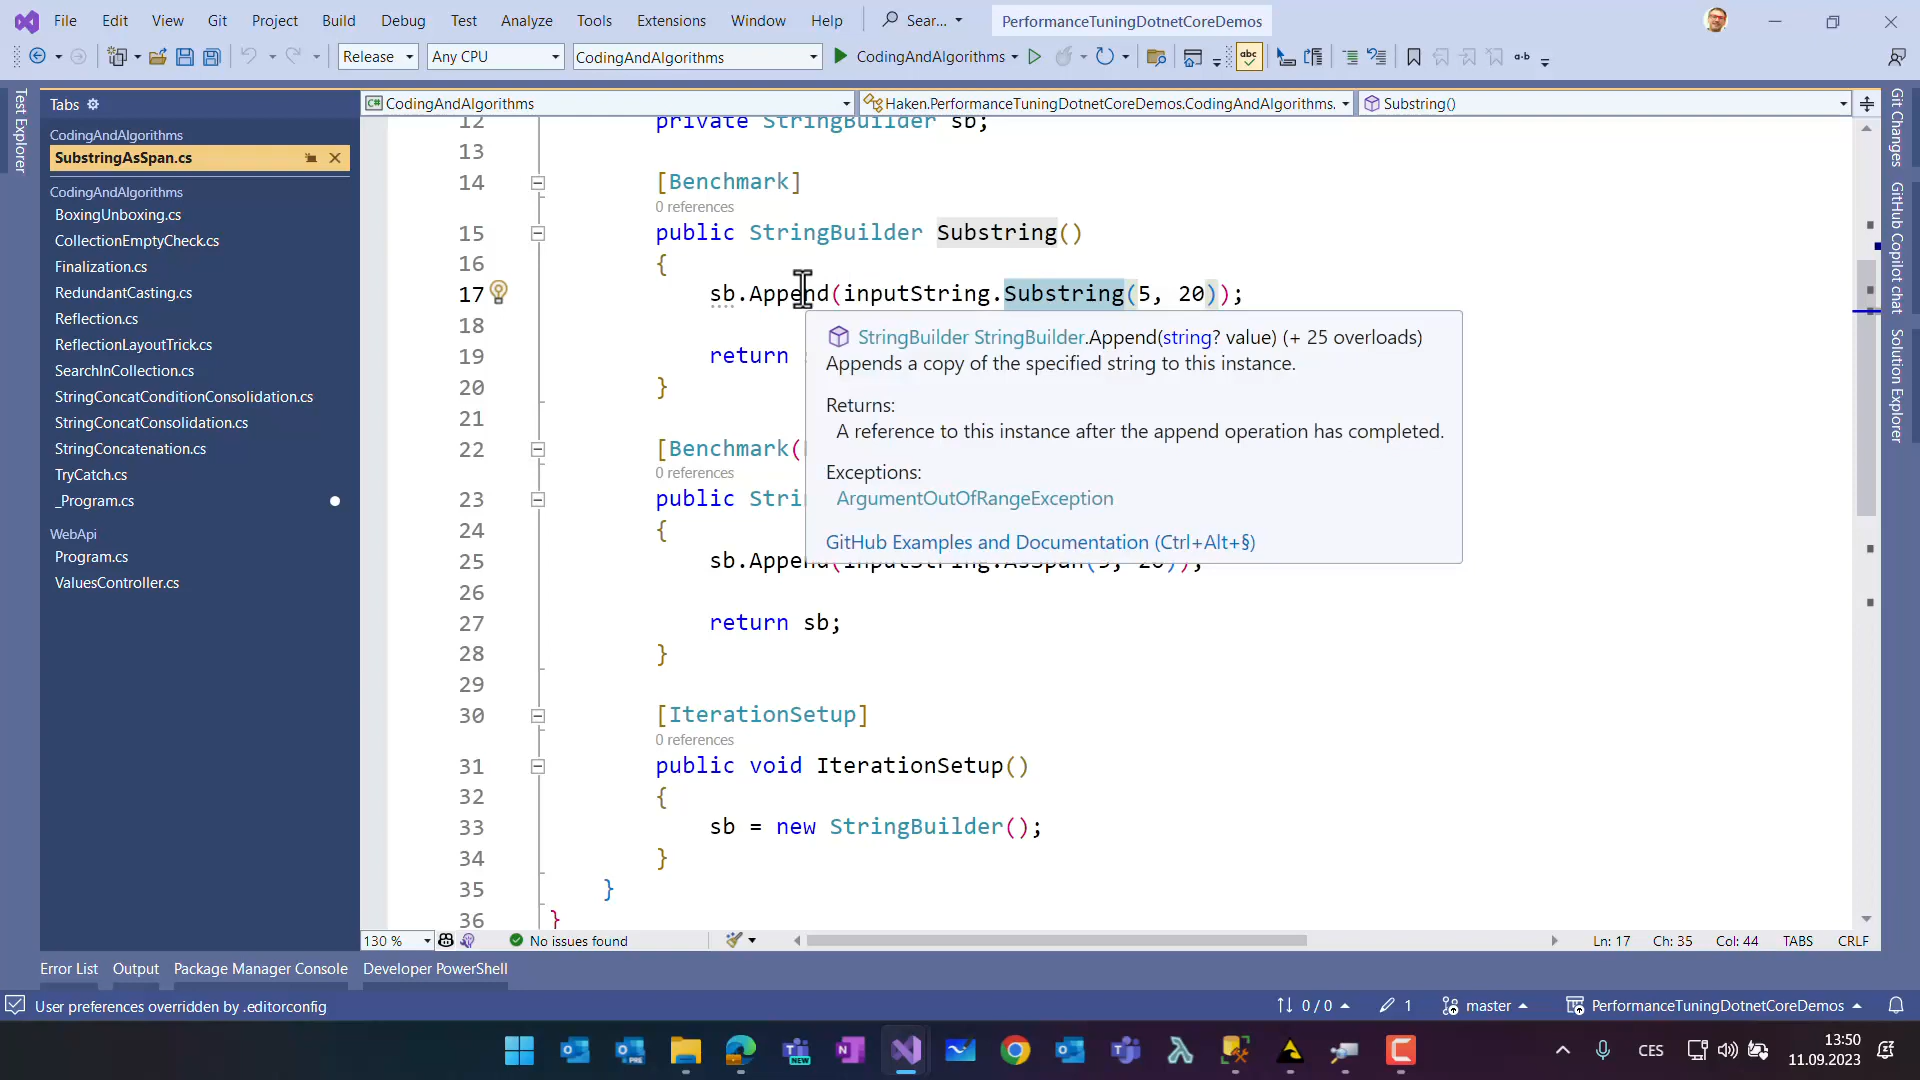 File Edit View Git Project Build Debug Test Analyze Tools Extensions Window Help Sear... PerformanceTuningDotnetCoreDemos
Release Any CPU CodingAndAlgorithms CodingAndAlgorithms
Test Explorer
Tabs
CodingAndAlgorithms
SubstringAsSpan.cs
CodingAndAlgorithms
BoxingUnboxing.cs
CollectionEmptyCheck.cs
Finalization.cs
RedundantCasting.cs
Reflection.cs
ReflectionLayoutTrick.cs
SearchInCollection.cs
StringConcatConditionConsolidation.cs
StringConcatConsolidation.cs
StringConcatenation.cs
TryCatch.cs
_Program.cs
WebApi
Program.cs
ValuesController.cs
CodingAndAlgorithms Haken.PerformanceTuningDotnetCoreDemos.CodingAndAlgorithms. Substring()
12 private StringBuilder sb;
13
14 [Benchmark]
0 references
15 public StringBuilder Substring()
16 {
17 sb.Append(inputString.Substring(5, 20));
18
19 return
20 }
21
22 [Benchmark(
0 references
23 public Stri
24 {
25 sb.Append(inputString.AsSpan(5, 20));
26
27 return sb;
28 }
29
30 [IterationSetup]
0 references
31 public void IterationSetup()
32 {
33 sb = new StringBuilder();
34 }
35 }
36 }
StringBuilder StringBuilder.Append(string? value) (+ 25 overloads)
Appends a copy of the specified string to this instance.
Returns:
A reference to this instance after the append operation has completed.
Exceptions:
ArgumentOutOfRangeException
GitHub Examples and Documentation (Ctrl+Alt+§)
Git Changes
GitHub Copilot chat
Solution Explorer
130 % No issues found Ln: 17 Ch: 35 Col: 44 TABS CRLF
Error List Output Package Manager Console Developer PowerShell
User preferences overridden by .editorconfig 0 / 0 1 master PerformanceTuningDotnetCoreDemos
CES 13:50
11.09.2023